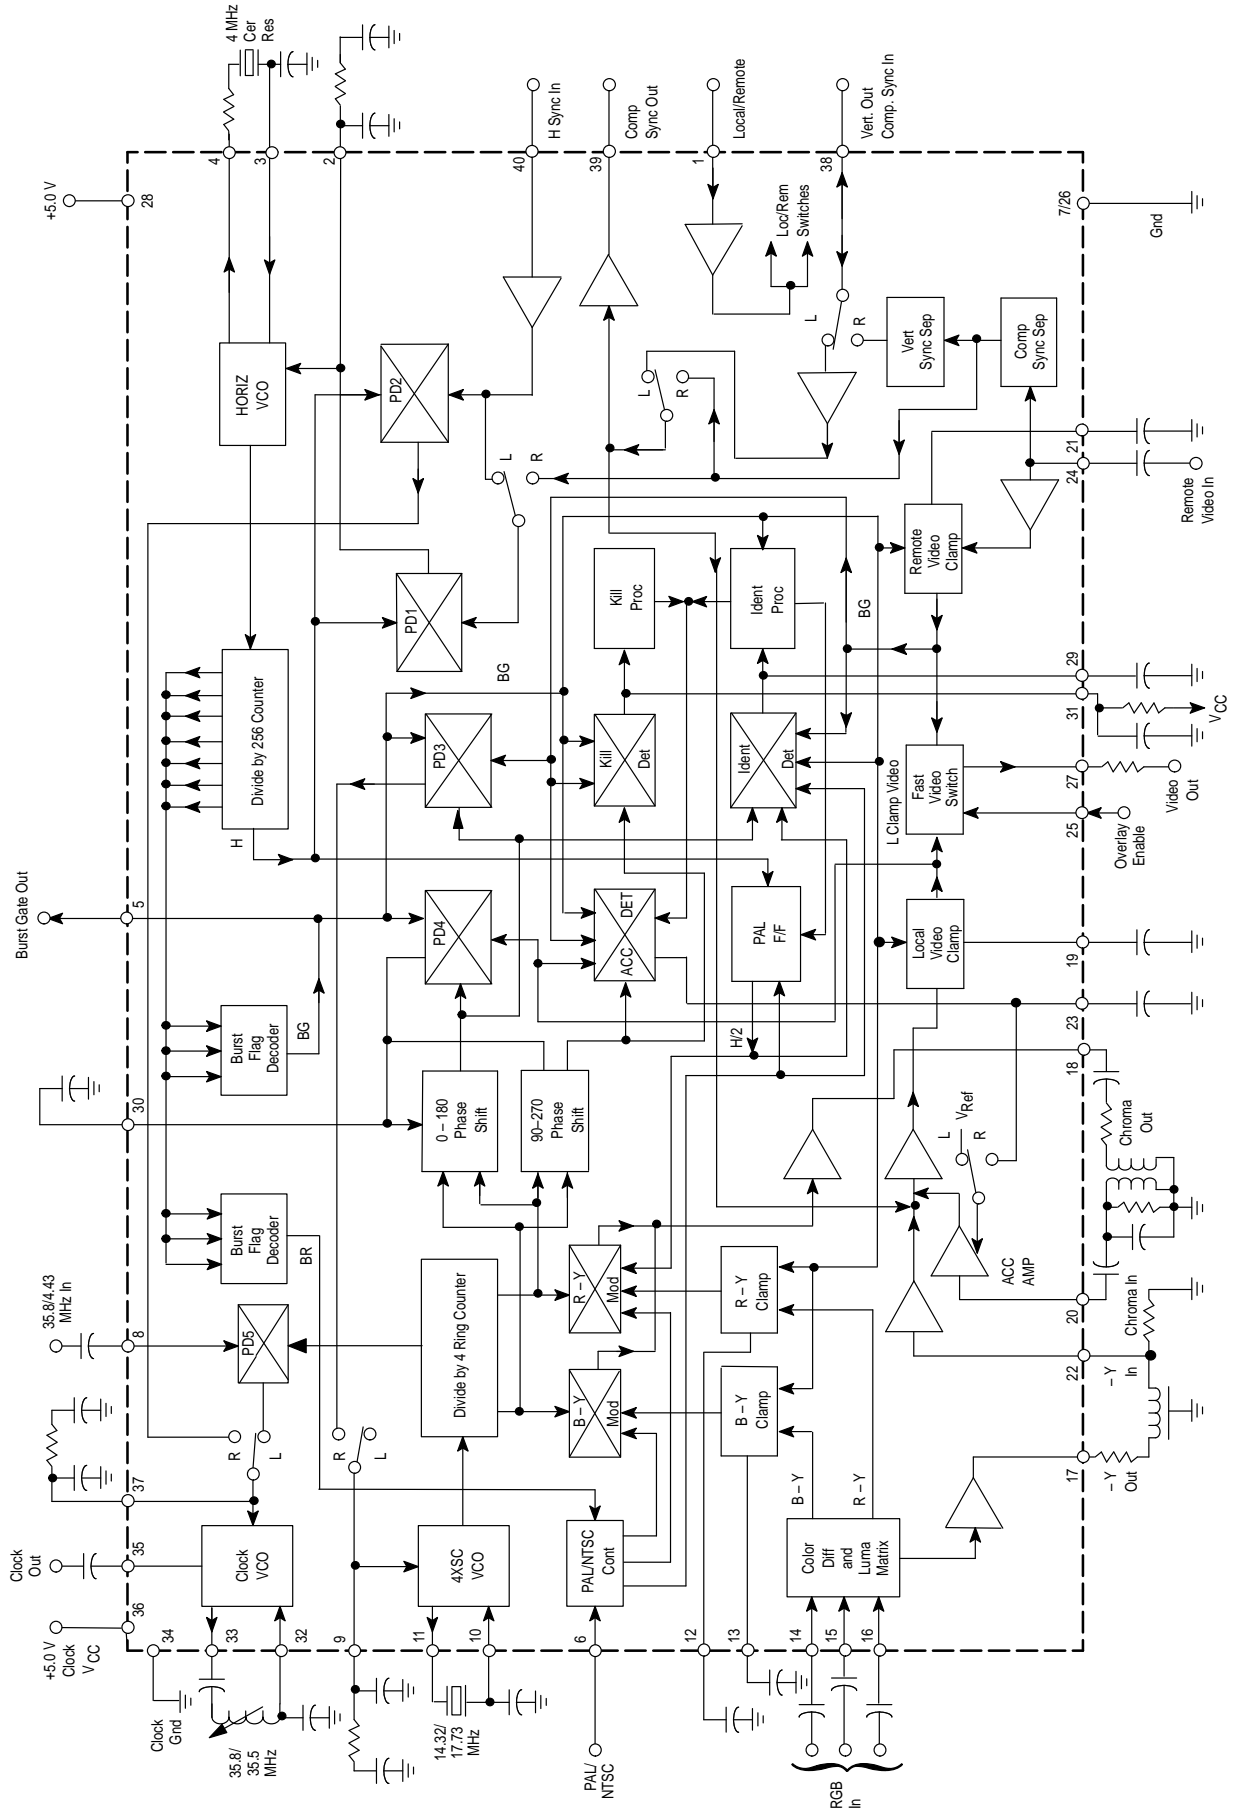 +5.0 V
Clock
VCC
36
Clock
Out
35
37
35.8/4.43
MHz In
8
30
Burst Gate Out
5
+5.0 V
28
34
Clock
Gnd
33
32
35.8/
35.5
MHz
Clock
VCO
R
L
PD5
Burst
Flag
Decoder
BR
Burst
Flag
Decoder
BG
H
Divide by 256 Counter
HORIZ
VCO
4
3
2
4 MHz
Cer
Res
9
11
10
14.32/
17.73
MHz
4XSC
VCO
R
L
Divide by 4 Ring Counter
0 – 180
Phase
Shift
90–270
Phase
Shift
PD4
PD3
BG
PD1
PD2
L
R
40
H Sync In
39
Comp
Sync Out
6
PAL/
NTSC
PAL/NTSC
Cont
B – Y
Mod
R – Y
Mod
ACC
DET
Kill
Det
Kill
Proc
L
R
12
13
B – Y
Clamp
R – Y
Clamp
H/2
PAL
F/F
Ident
Det
Ident
Proc
Loc/Rem
Switches
1
Local/Remote
14
15
16
RGB
In
Color
Diff
and
Luma
Matrix
B – Y
R – Y
BG
L
R
38
Vert. Out
Comp. Sync In
ACC
AMP
L
VRef
R
Local
Video
Clamp
L Clamp Video
Fast
Video
Switch
Remote
Video
Clamp
Vert
Sync Sep
Comp
Sync Sep
17
– Y
Out
22
– Y
In
20
Chroma In
18
Chroma
Out
23
19
25
Overlay
Enable
27
Video
Out
31
VCC
29
24
Remote
Video In
21
7/26
Gnd